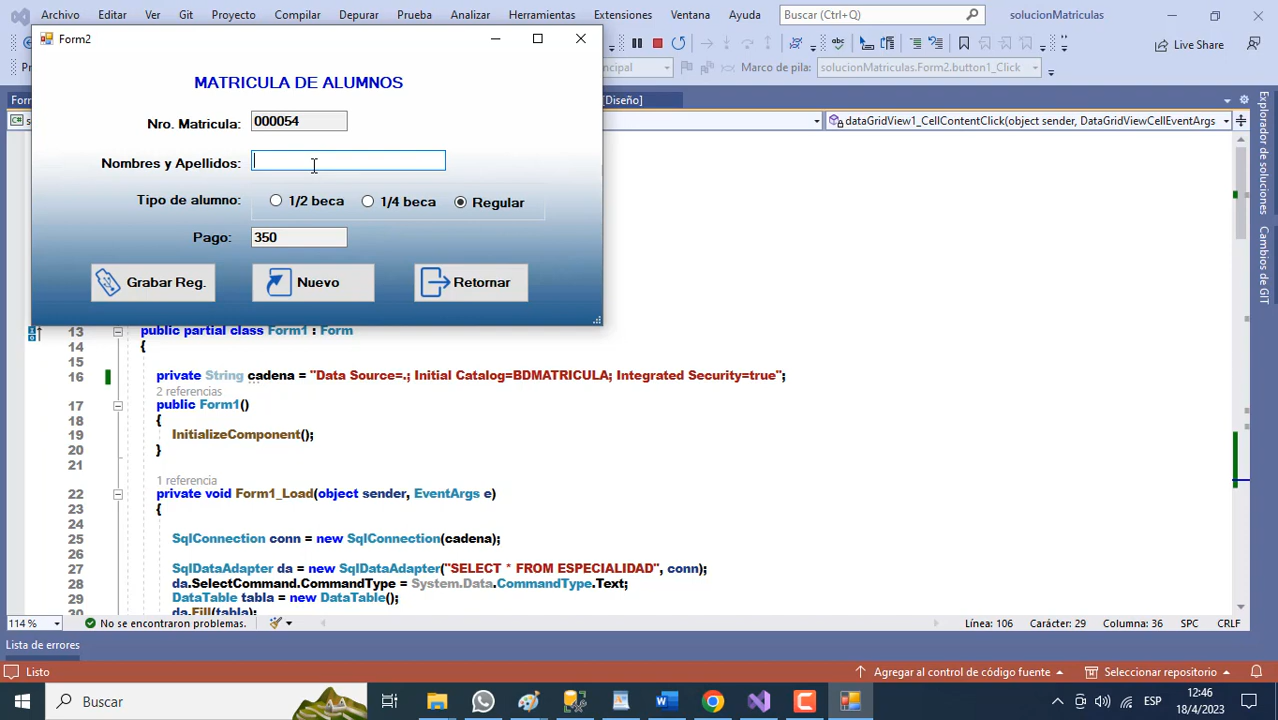 Archivo Editar Ver Git Proyecto Compilar Depurar Prueba Analizar Herramientas Extensiones Ventana Ayuda Buscar (Ctrl+Q) solucionMatriculas
Form2
Live Share
Marco de pila: solucionMatriculas.Form2.button1_Click
MATRICULA DE ALUMNOS
[Diseño]
dataGridView1_CellContentClick(object sender, DataGridViewCellEventArgs
Nro. Matricula: 000054
Nombres y Apellidos:
Tipo de alumno: 1/2 beca 1/4 beca Regular
Pago: 350
Grabar Reg. Nuevo Retornar
Explorador de soluciones
Cambios de GIT
13 public partial class Form1 : Form
14 {
15
16 private String cadena = "Data Source=.; Initial Catalog=BDMATRICULA; Integrated Security=true";
2 referencias
17 public Form1()
18 {
19 InitializeComponent();
20 }
21
1 referencia
22 private void Form1_Load(object sender, EventArgs e)
23 {
24
25 SqlConnection conn = new SqlConnection(cadena);
26
27 SqlDataAdapter da = new SqlDataAdapter("SELECT * FROM ESPECIALIDAD", conn);
28 da.SelectCommand.CommandType = System.Data.CommandType.Text;
29 DataTable tabla = new DataTable();
30 da.Fill(tabla);
114 % No se encontraron problemas. Línea: 106 Carácter: 29 Columna: 36 SPC CRLF
Lista de errores
Listo Agregar al control de código fuente Seleccionar repositorio
Buscar ESP 12:46
18/4/2023